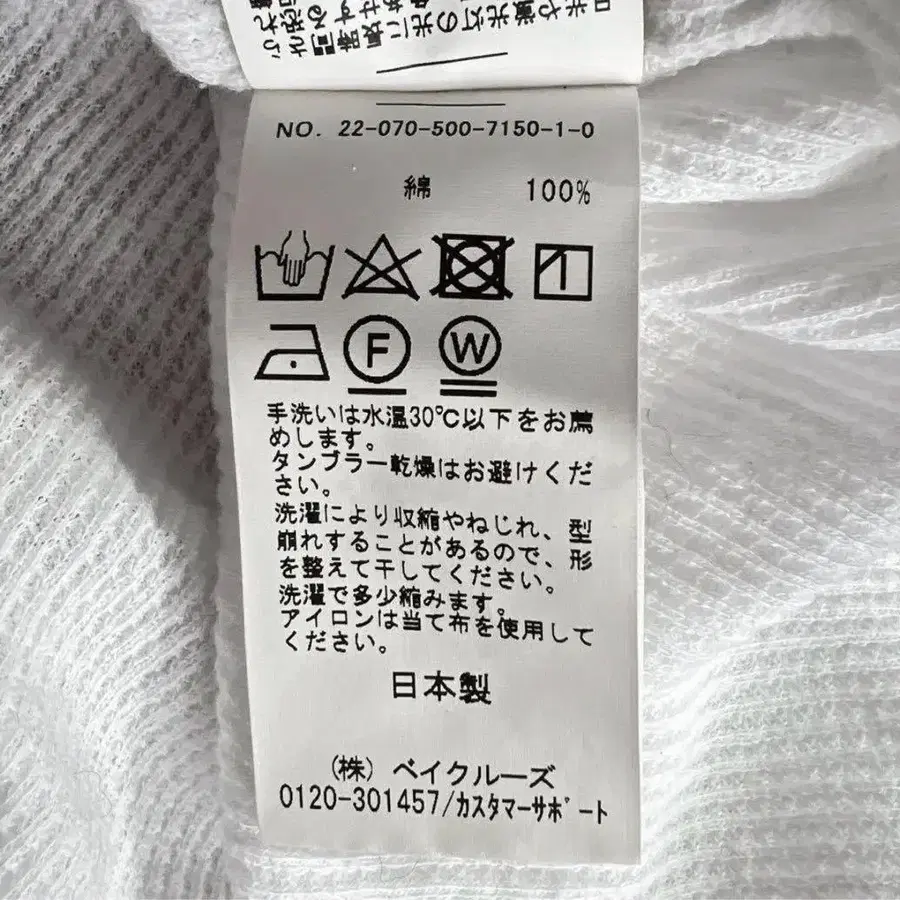 NO. 22-070-500-7150-1-0
綿 100%
F W
手洗いは水温30℃以下をお薦
めします。
タンブラー乾燥はお避けくだ
さい。
洗濯により収縮やねじれ、型
崩れすることがあるので、形
を整えて干してください。
洗濯で多少縮みます。
アイロンは当て布を使用して
ください。
日本製
(株) ベイクルーズ
0120-301457/カスタマーサポート